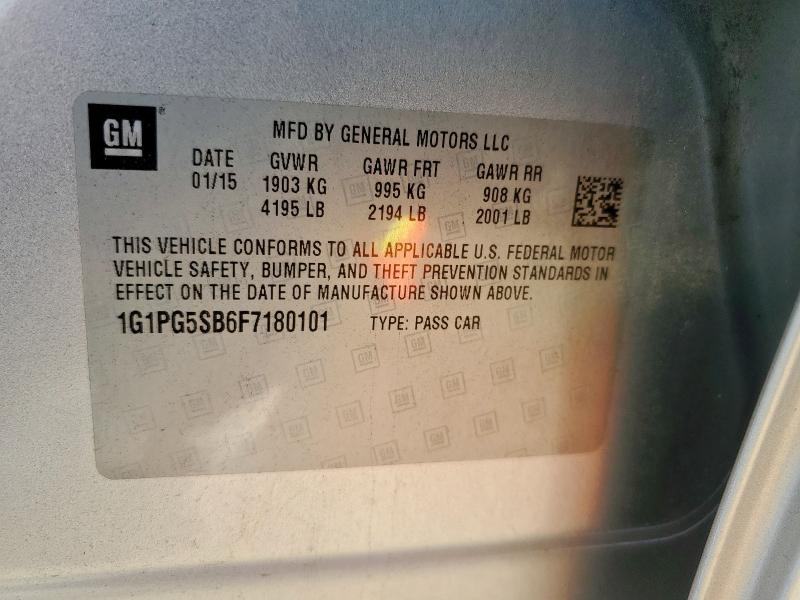 GM
MFD BY GENERAL MOTORS LLC
DATE GVWR GAWR FRT GAWR RR
01/15 1903 KG 995 KG 908 KG
4195 LB 2194 LB 2001 LB
THIS VEHICLE CONFORMS TO ALL APPLICABLE U.S. FEDERAL MOTOR
VEHICLE SAFETY, BUMPER, AND THEFT PREVENTION STANDARDS IN
EFFECT ON THE DATE OF MANUFACTURE SHOWN ABOVE.
1G1PG5SB6F7180101 TYPE: PASS CAR